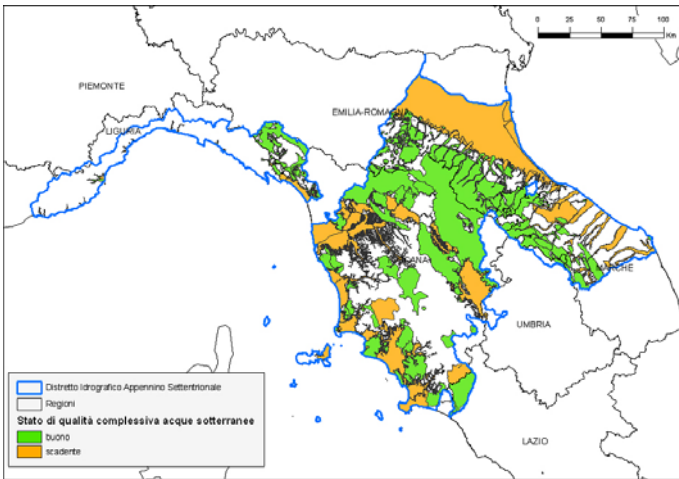 0 25 50 75 100
Km
PIEMONTE
EMILIA-ROMAGNA
LIGURIA
MARCHE
UMBRIA
LAZIO
Distretto Idrografico Appennino Settentrionale
Regioni
Stato di qualità complessiva acque sotterranee
buono
scadente